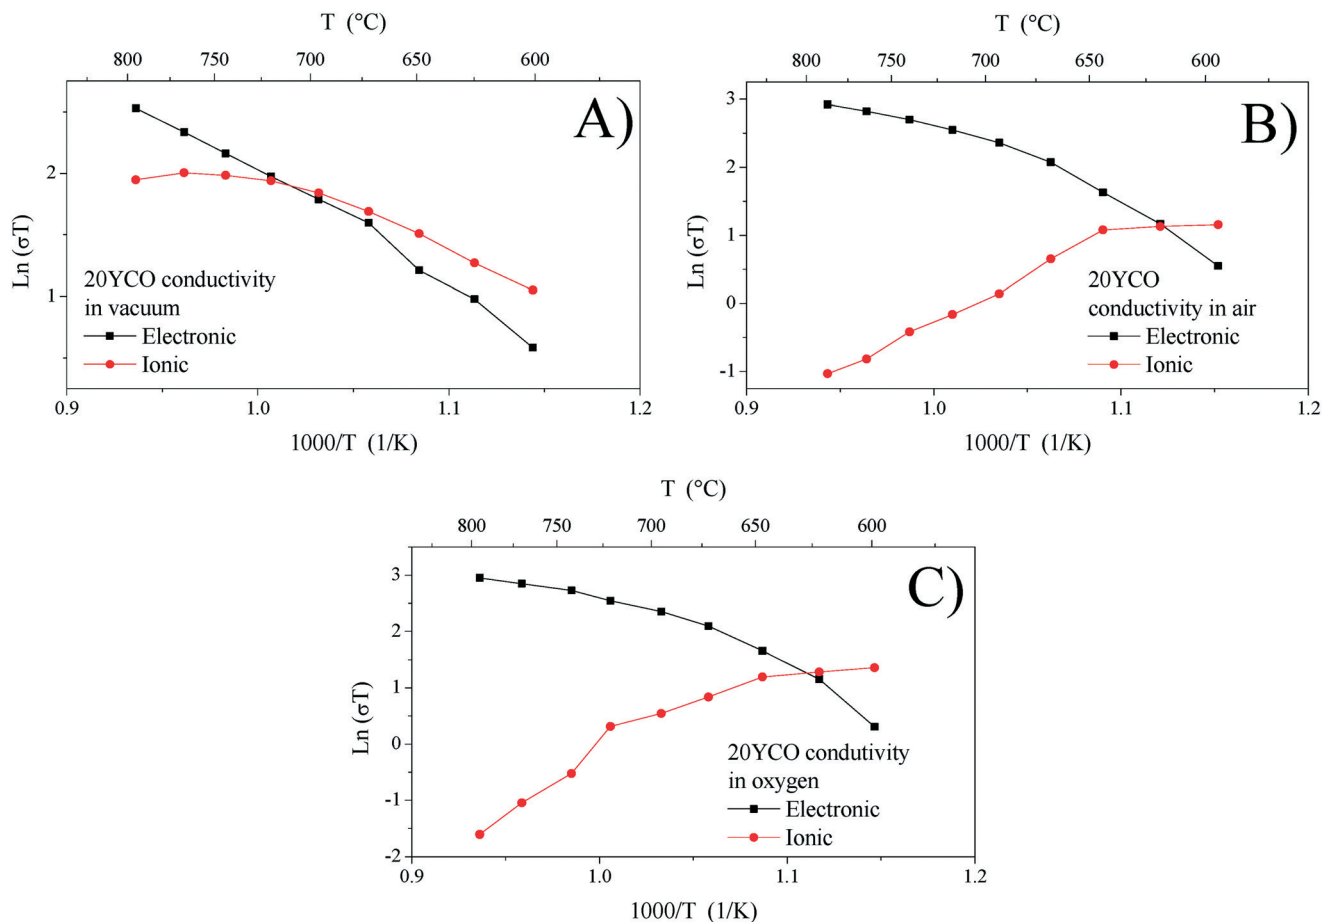 T (°C)
800 750 700 650 600
A)
Ln (σT)
2
1
20YCO conductivity
in vacuum
Electronic
Ionic
0.9 1.0 1.1 1.2
1000/T (1/K)
T (°C)
800 750 700 650 600
B)
Ln (σT)
3
2
1
0
-1
20YCO
conductivity in air
Electronic
Ionic
0.9 1.0 1.1 1.2
1000/T (1/K)
T (°C)
800 750 700 650 600
C)
Ln (σT)
3
2
1
0
-1
-2
20YCO condutivity
in oxygen
Electronic
Ionic
0.9 1.0 1.1 1.2
1000/T (1/K)